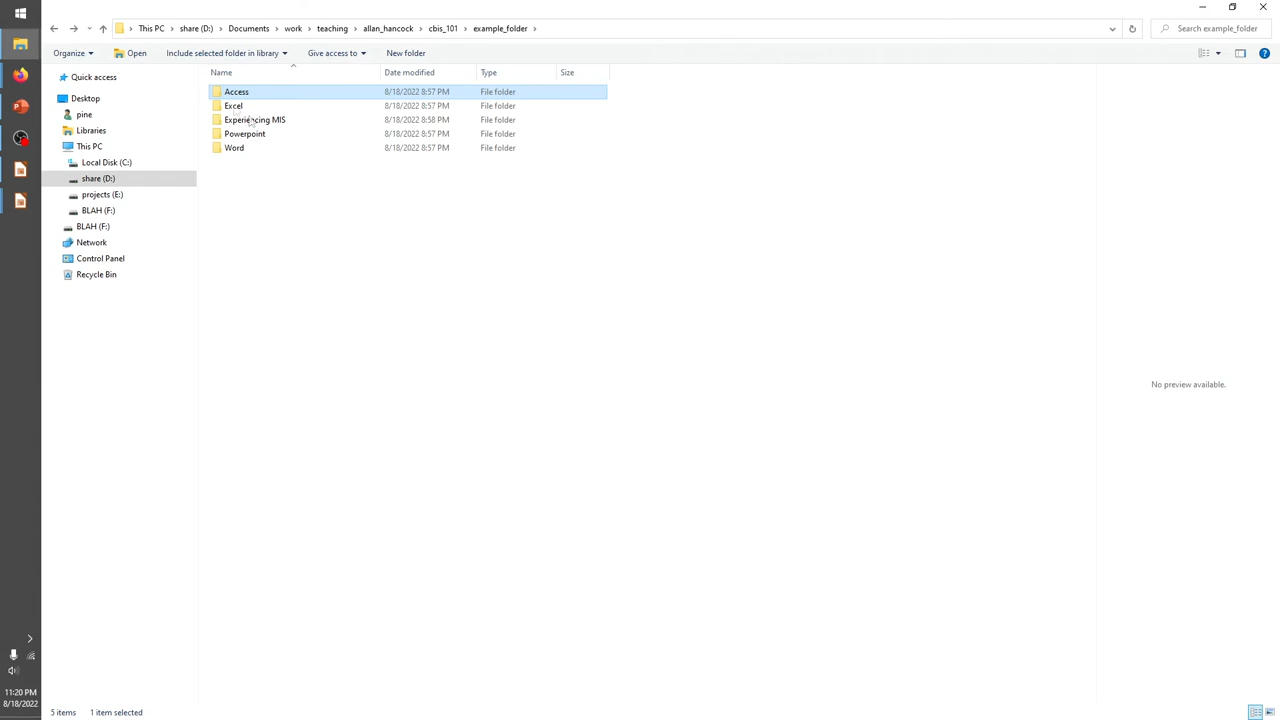 This PC share (D:) Documents work teaching allan_hancock cbis_101 example_folder Search example_folder
Organize Open Include selected folder in library Give access to New folder
Name Date modified Type Size
Quick access
Desktop
pine
Libraries
This PC
Local Disk (C:)
share (D:)
projects (E:)
BLAH (F:)
BLAH (F:)
Network
Control Panel
Recycle Bin
Access 8/18/2022 8:57 PM File folder
Excel 8/18/2022 8:57 PM File folder
Experiencing MIS 8/18/2022 8:58 PM File folder
Powerpoint 8/18/2022 8:57 PM File folder
Word 8/18/2022 8:57 PM File folder
No preview available.
11:20 PM
8/18/2022
5 items 1 item selected